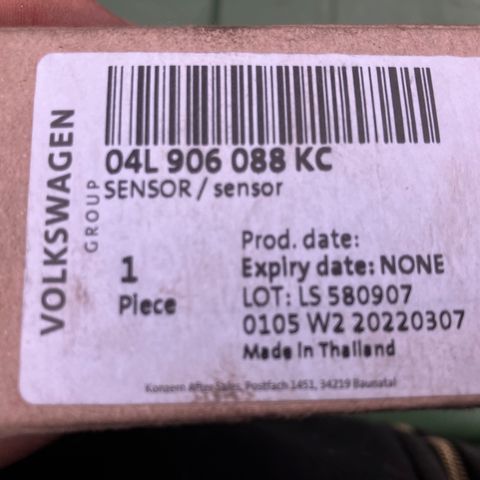 VOLKSWAGEN
GROUP
04L 906 088 KC
SENSOR / sensor
1
Piece
Prod. date:
Expiry date: NONE
LOT: LS 580907
0105 W2 20220307
Made in Thailand
Konzern After Sales, Postfach 1451, 34219 Baunatal